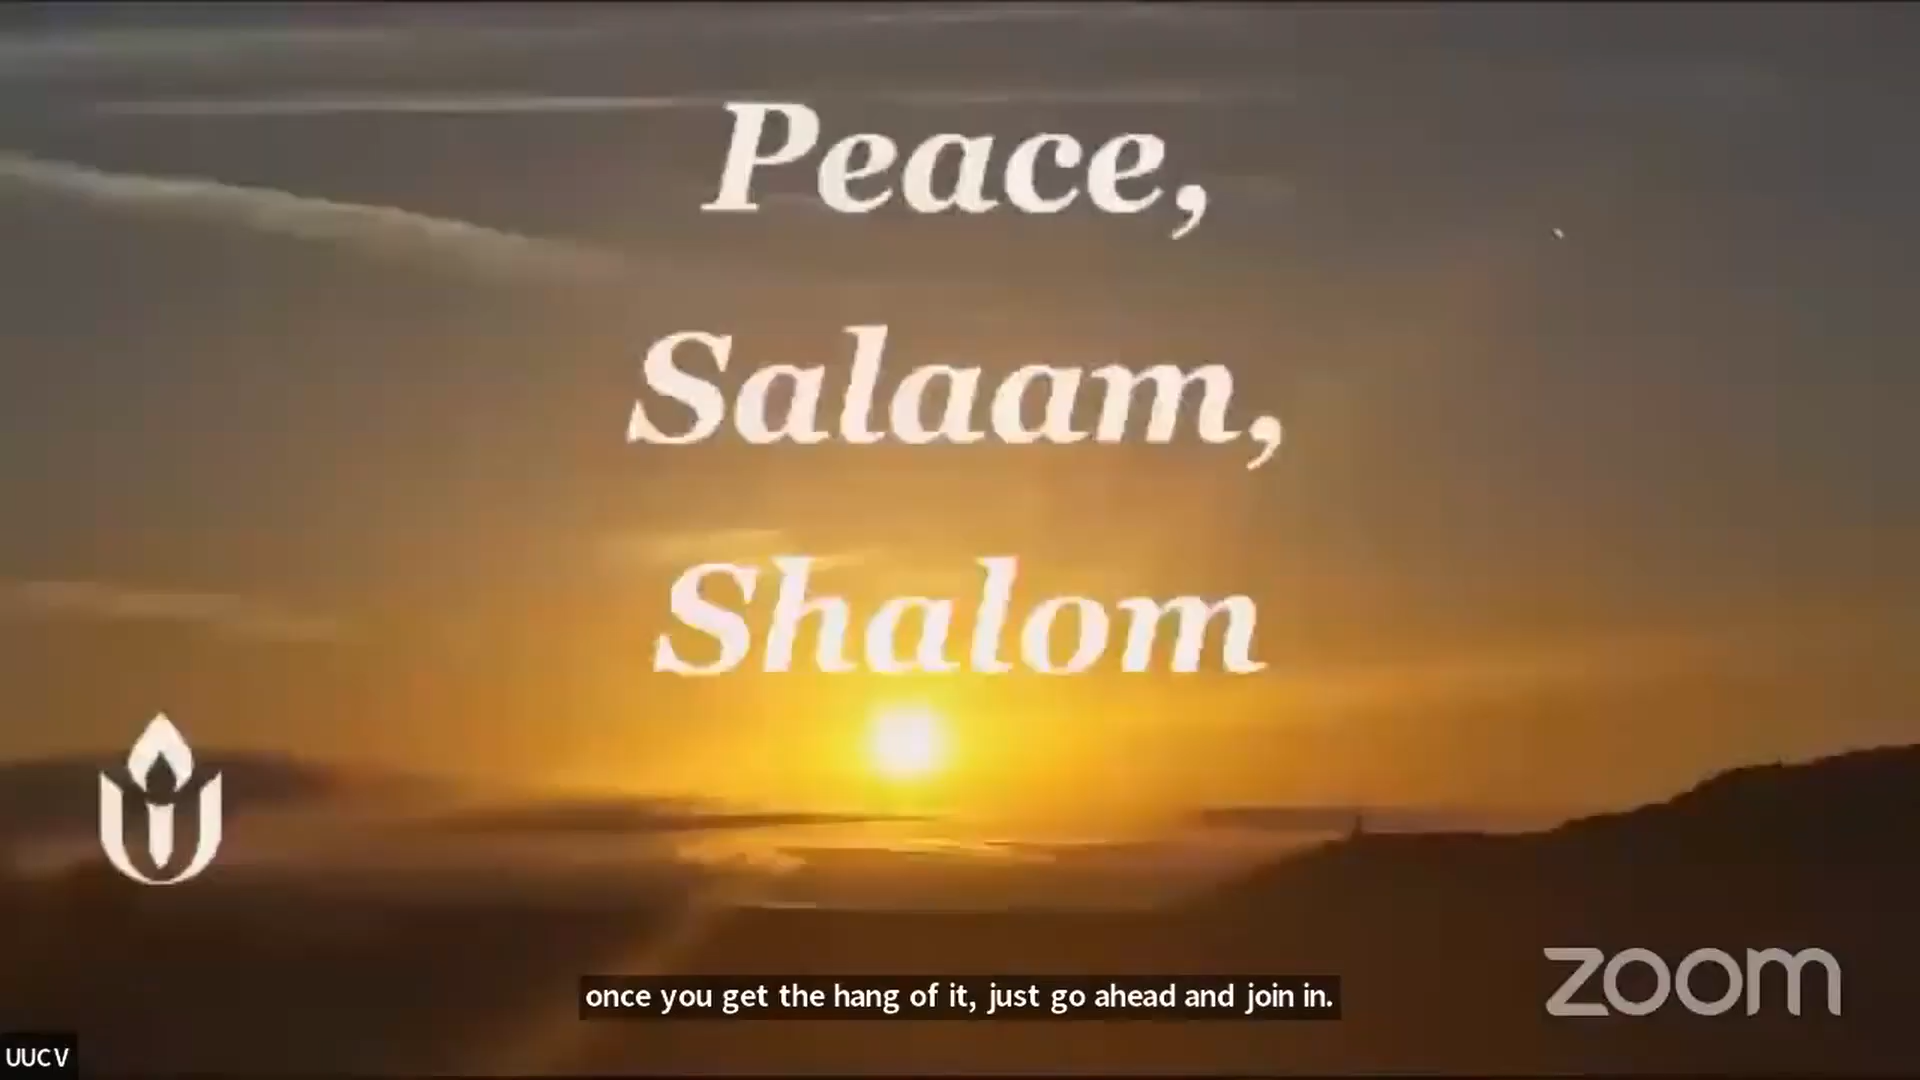 Peace,
Salaam,
Shalom
once you get the hang of it, just go ahead and join in.
zoom
UUCV